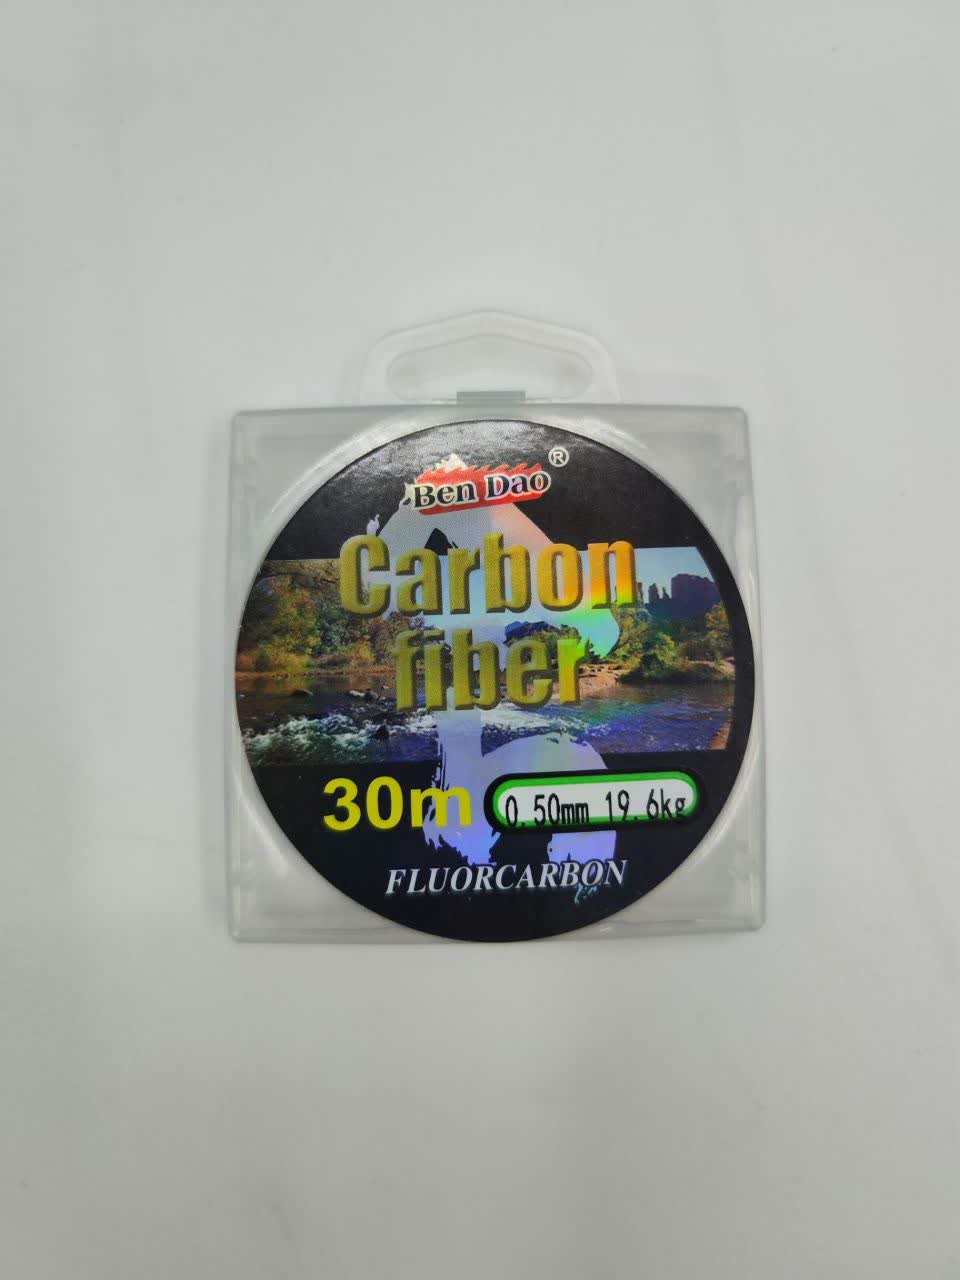 Ben Dao ®
Carbon
fiber
30m 0.50mm 19.6kg
FLUORCARBON